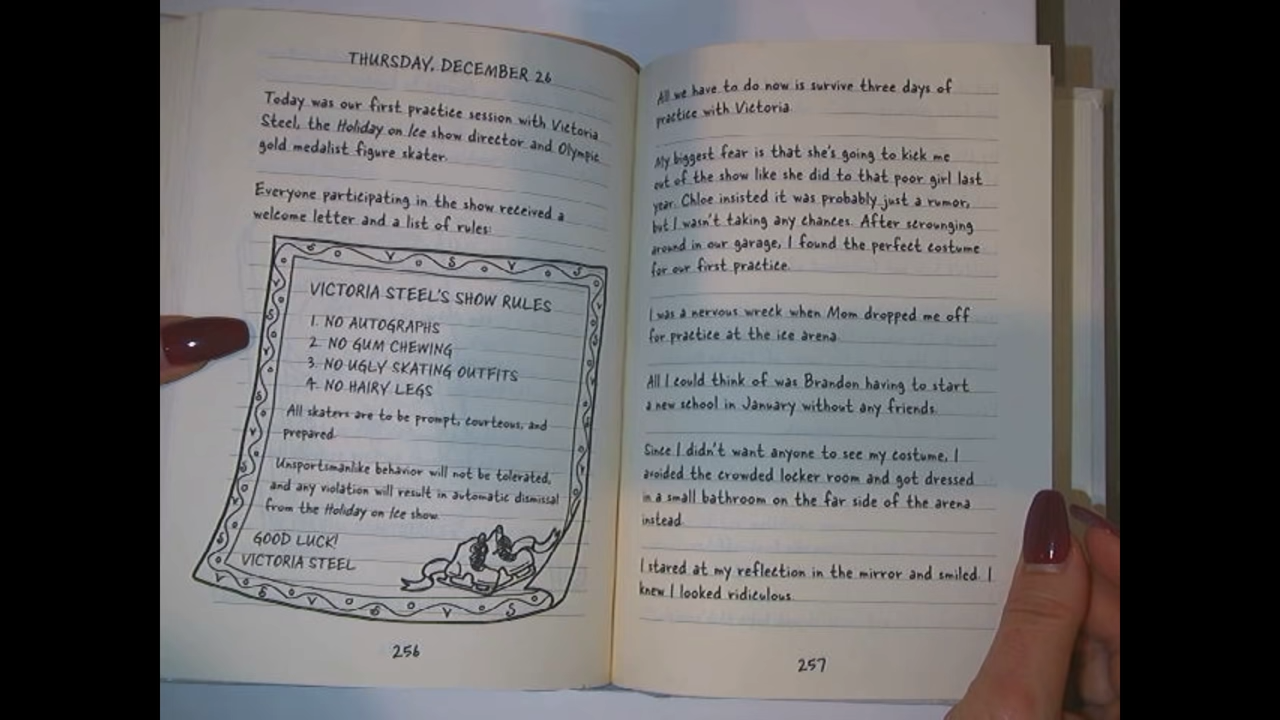 THURSDAY, DECEMBER 26
Today was our first practice session with Victoria
Steel, the Holiday on Ice show director and Olympic
gold medalist figure skater.
Everyone participating in the show received a
welcome letter and a list of rules:
VICTORIA STEEL'S SHOW RULES
1. NO AUTOGRAPHS
2. NO GUM CHEWING
3. NO UGLY SKATING OUTFITS
4. NO HAIRY LEGS
All skaters are to be prompt, courteous, and
prepared.
Unsportsmanlike behavior will not be tolerated,
and any violation will result in automatic dismissal
from the Holiday on Ice show.
GOOD LUCK!
VICTORIA STEEL
256
All we have to do now is survive three days of
practice with Victoria.
My biggest fear is that she's going to kick me
out of the show like she did to that poor girl last
year. Chloe insisted it was probably just a rumor,
but I wasn't taking any chances. After scrounging
around in our garage, I found the perfect costume
for our first practice.
I was a nervous wreck when Mom dropped me off
for practice at the ice arena.
All I could think of was Brandon having to start
a new school in January without any friends.
Since I didn't want anyone to see my costume, I
avoided the crowded locker room and got dressed
in a small bathroom on the far side of the arena
instead.
I stared at my reflection in the mirror and smiled. I
knew I looked ridiculous.
257